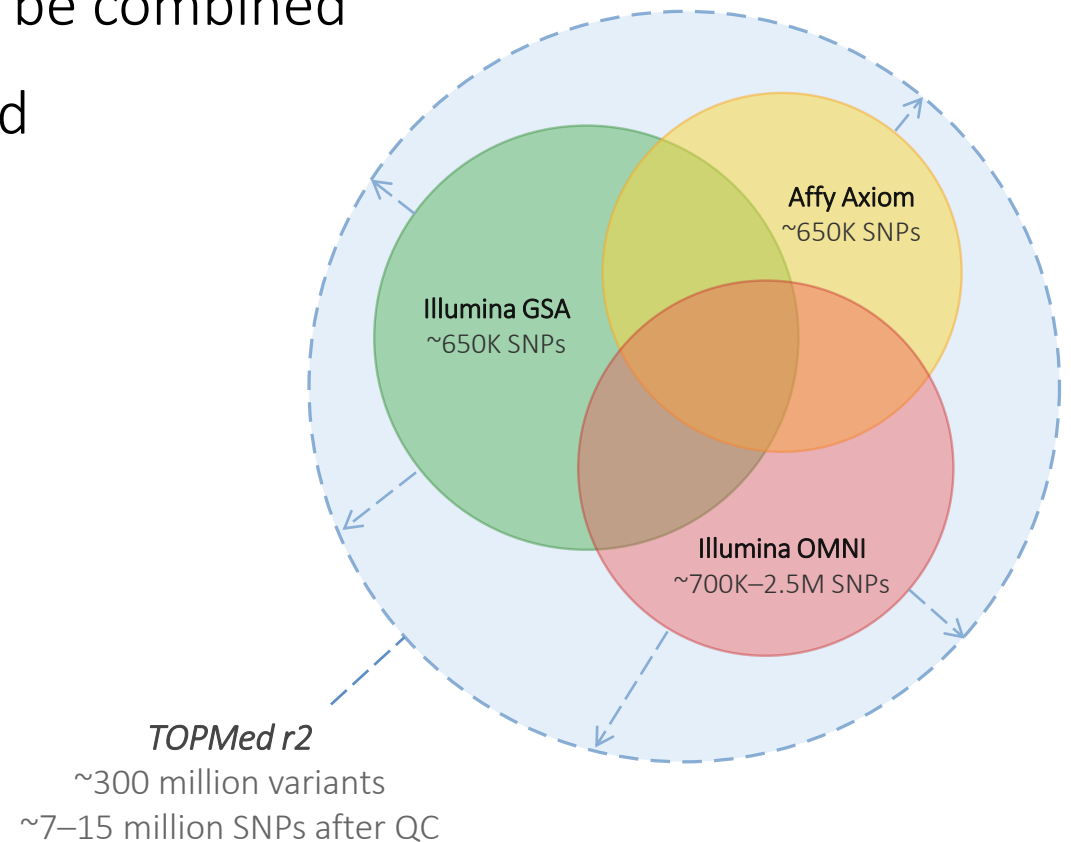 be combined
d
Affy Axiom
~650K SNPs
Illumina GSA
~650K SNPs
Illumina OMNI
~700K–2.5M SNPs
TOPMed r2
~300 million variants
~7–15 million SNPs after QC